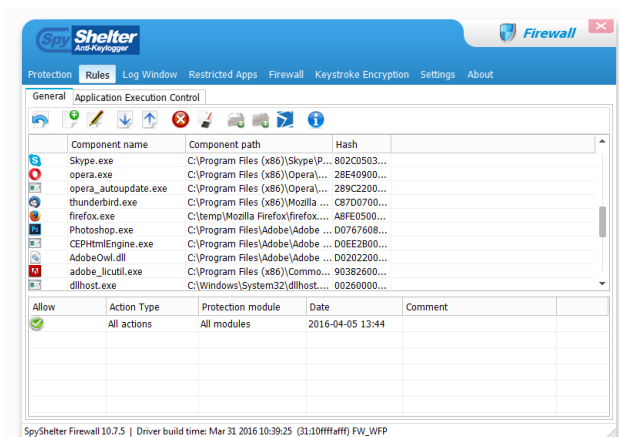 Spy Shelter
Anti-Keylogger
Firewall
Protection Rules Log Window Restricted Apps Firewall Keystroke Encryption Settings About
General Application Execution Control
Component name Component path Hash
Skype.exe C:\Program Files (x86)\Skype\P... 802C0503...
opera.exe C:\Program Files (x86)\Opera\... 28E40900...
opera_autoupdate.exe C:\Program Files (x86)\Opera\... 289C2200...
thunderbird.exe C:\Program Files (x86)\Mozilla ... C87D0700...
firefox.exe C:\temp\Mozilla Firefox\firefox.... A8FE0500...
Ps Photoshop.exe C:\Program Files\Adobe\Adobe ... D0767608...
CEPHtmlEngine.exe C:\Program Files\Adobe\Adobe ... D0EE2B00...
AdobeOwl.dll C:\Program Files\Adobe\Adobe ... D0202200...
adobe_licutil.exe C:\Program Files (x86)\Commo... 90382600...
dllhost.exe C:\Windows\System32\dllhost.... 00260000...
Allow Action Type Protection module Date Comment
All actions All modules 2016-04-05 13:44
SpyShelter Firewall 10.7.5 | Driver build time: Mar 31 2016 10:39:25 (31:10ffffafff) FW_WFP